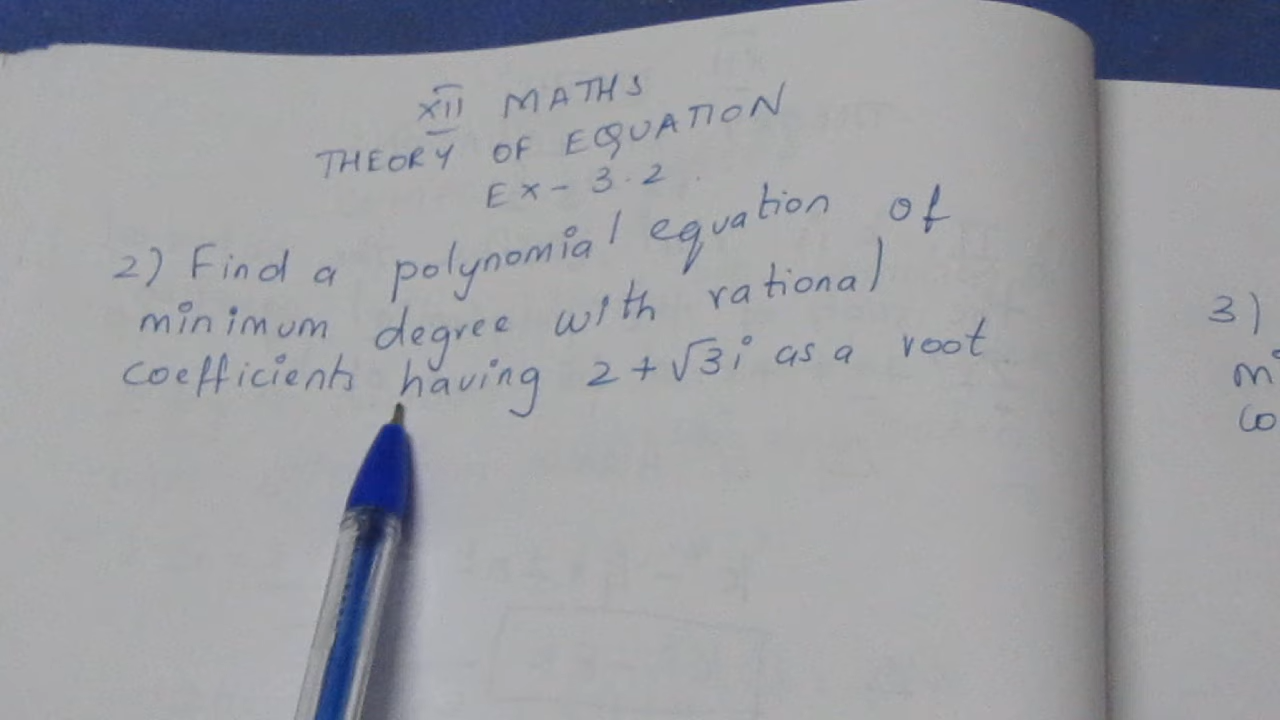 XII MATHS
THEORY OF EQUATION
Ex - 3.2.
2) Find a polynomial equation of
minimum degree with rational
coefficients having 2 + √3i as a root
3)